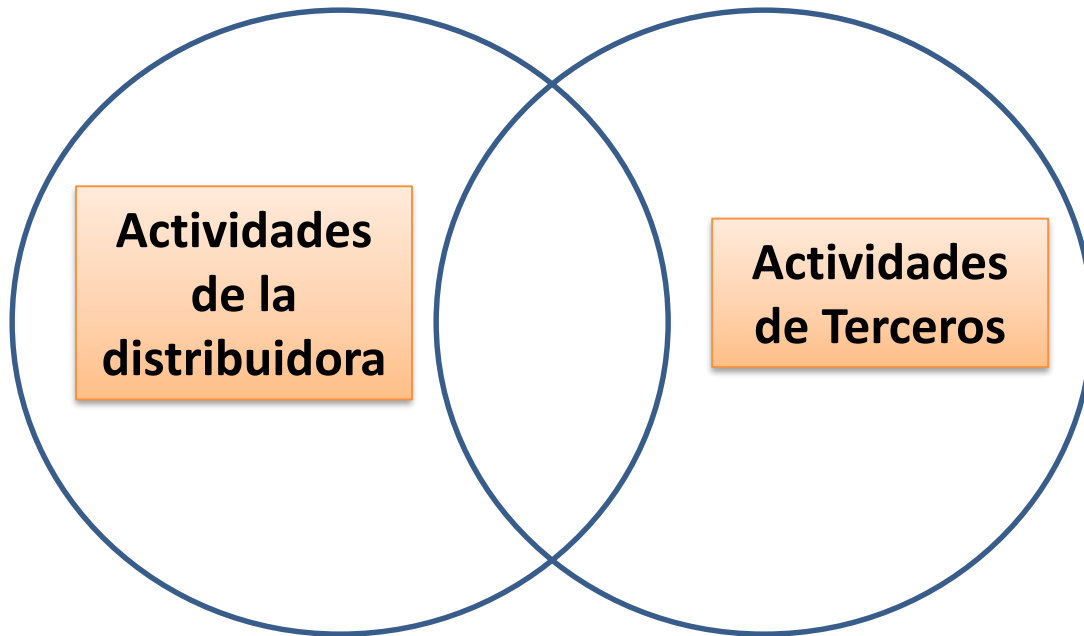 Actividades
de la
distribuidora
Actividades
de Terceros